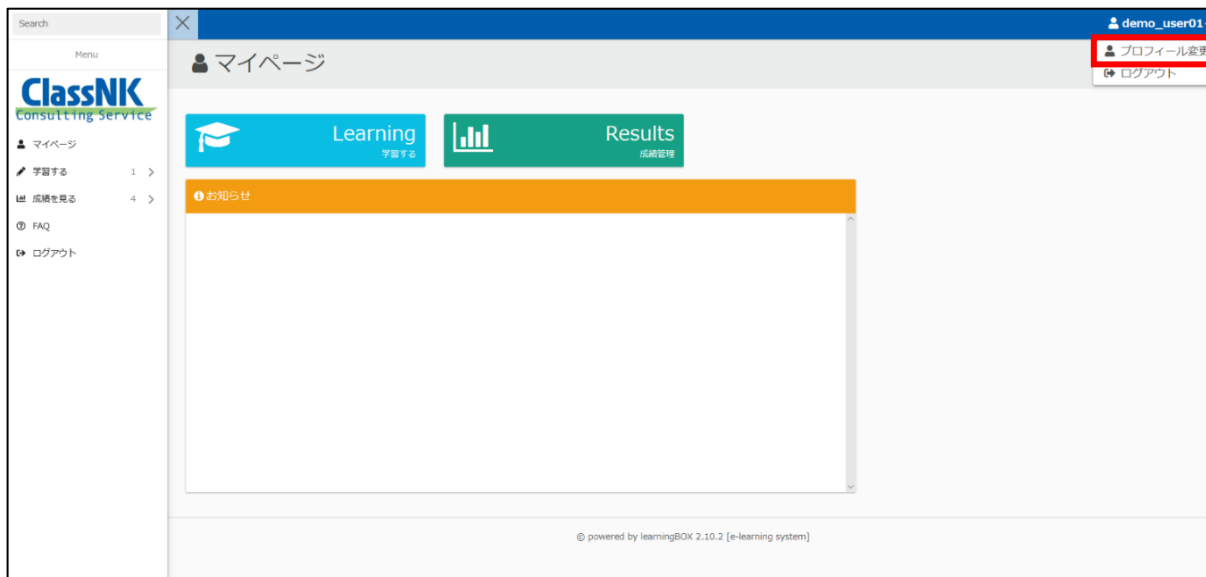 Search
Menu
ClassNK
Consulting Service
マイページ
学習する 1
成績を見る 4
FAQ
ログアウト
demo_user01
プロフィール変更
ログアウト
マイページ
Learning
学習する
Results
成績管理
お知らせ
© powered by learningBOX 2.10.2 [e-learning system]